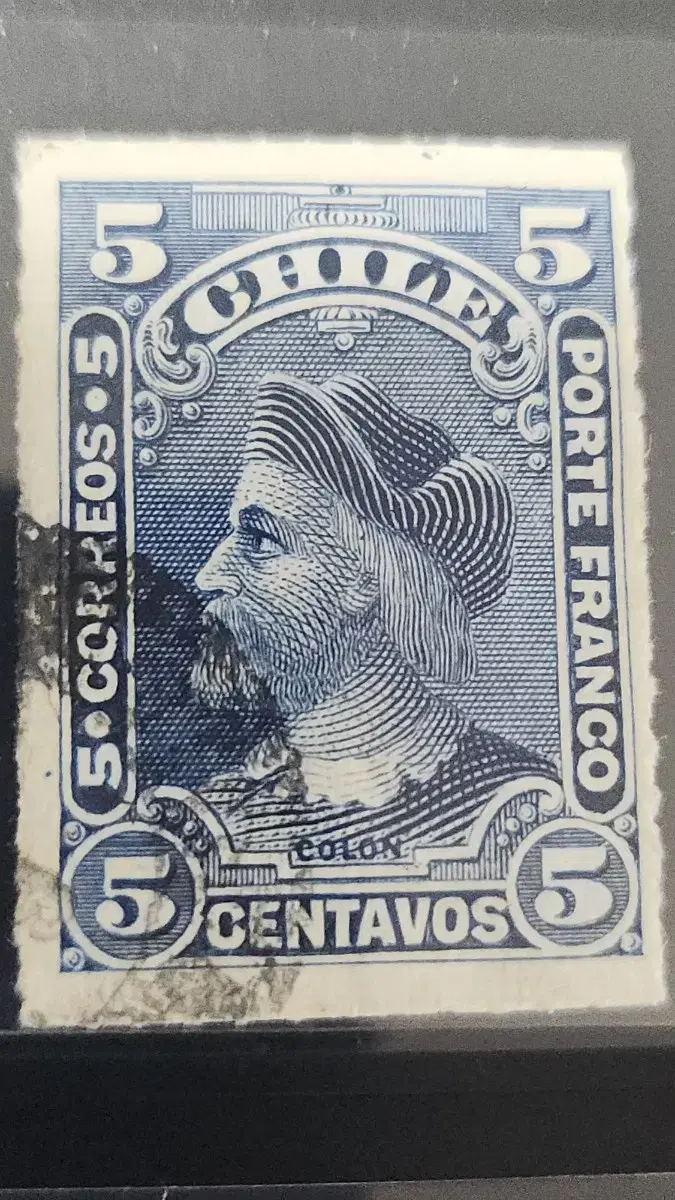 5 5
CHILE
5·CORREOS·5
PORTE FRANCO
COLON
5 CENTAVOS 5